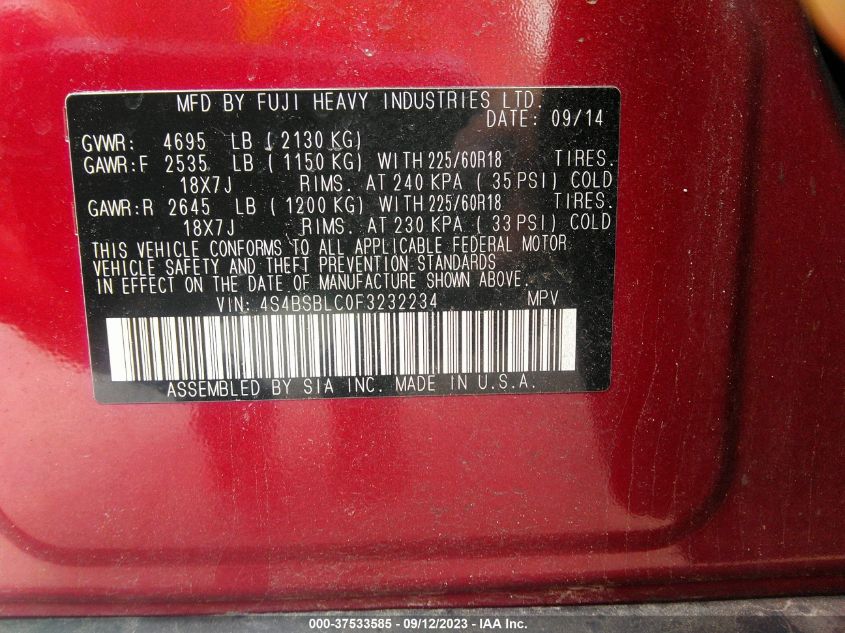 MFD BY FUJI HEAVY INDUSTRIES LTD.
DATE: 09/14
GVWR: 4695 LB ( 2130 KG)
GAWR:F 2535 LB ( 1150 KG) WITH 225/60R18 TIRES.
18X7J RIMS. AT 240 KPA ( 35 PSI) COLD
GAWR:R 2645 LB ( 1200 KG) WITH 225/60R18 TIRES.
18X7J RIMS. AT 230 KPA ( 33 PSI) COLD
THIS VEHICLE CONFORMS TO ALL APPLICABLE FEDERAL MOTOR
VEHICLE SAFETY AND THEFT PREVENTION STANDARDS
IN EFFECT ON THE DATE OF MANUFACTURE SHOWN ABOVE.
VIN: 4S4BSBLC0F3232234 MPV
ASSEMBLED BY SIA INC. MADE IN U.S.A.
000-37533585 - 09/12/2023 - IAA Inc.